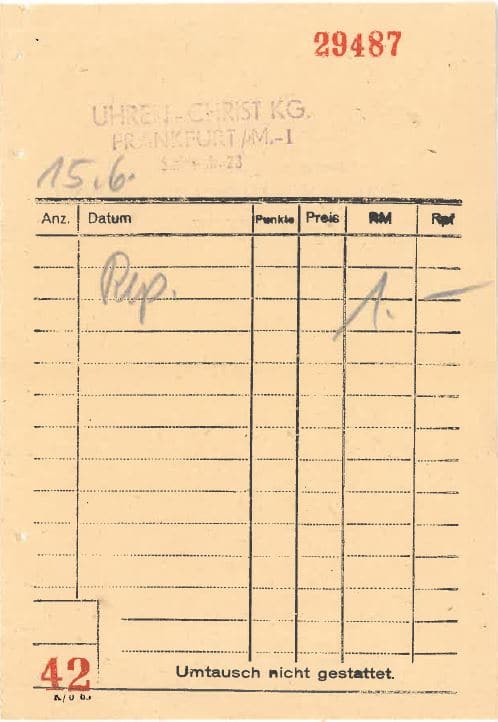 29487
UHREN-CHRIST KG.
FRANKFURT/M.-1
15.6.
Anz. Datum Punkte Preis RM Rpf
Rep. 1.—
42
Umtausch nicht gestattet.